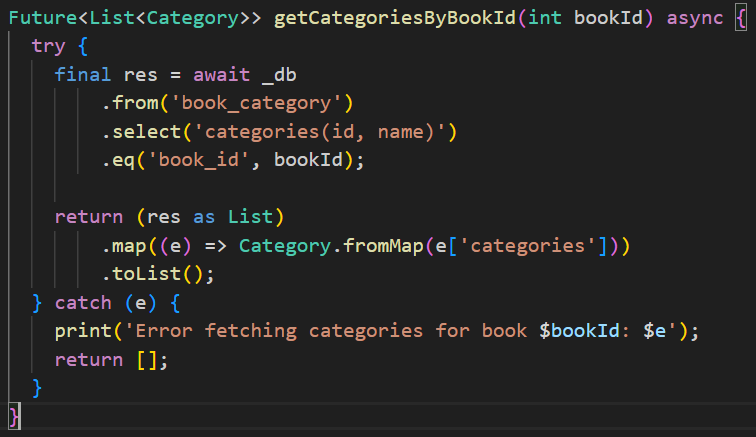 Future<List<Category>> getCategoriesByBookId(int bookId) async {
  try {
    final res = await _db
        .from('book_category')
        .select('categories(id, name)')
        .eq('book_id', bookId);

    return (res as List)
        .map((e) => Category.fromMap(e['categories']))
        .toList();
  } catch (e) {
    print('Error fetching categories for book $bookId: $e');
    return [];
  }
}